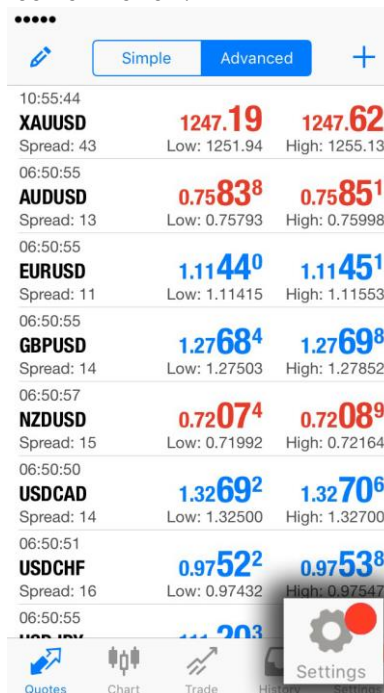 Simple Advanced
10:55:44
XAUUSD 1247.19 1247.62
Spread: 43 Low: 1251.94 High: 1255.13
06:50:55
AUDUSD 0.75838 0.75851
Spread: 13 Low: 0.75793 High: 0.75998
06:50:55
EURUSD 1.11440 1.11451
Spread: 11 Low: 1.11415 High: 1.11553
06:50:55
GBPUSD 1.27684 1.27698
Spread: 14 Low: 1.27503 High: 1.27852
06:50:57
NZDUSD 0.72074 0.72089
Spread: 15 Low: 0.71992 High: 0.72164
06:50:50
USDCAD 1.32692 1.32706
Spread: 14 Low: 1.32500 High: 1.32700
06:50:51
USDCHF 0.97522 0.97538
Spread: 16 Low: 0.97432 High: 0.97547
06:50:55
Settings
Quotes Chart Trade History Settings